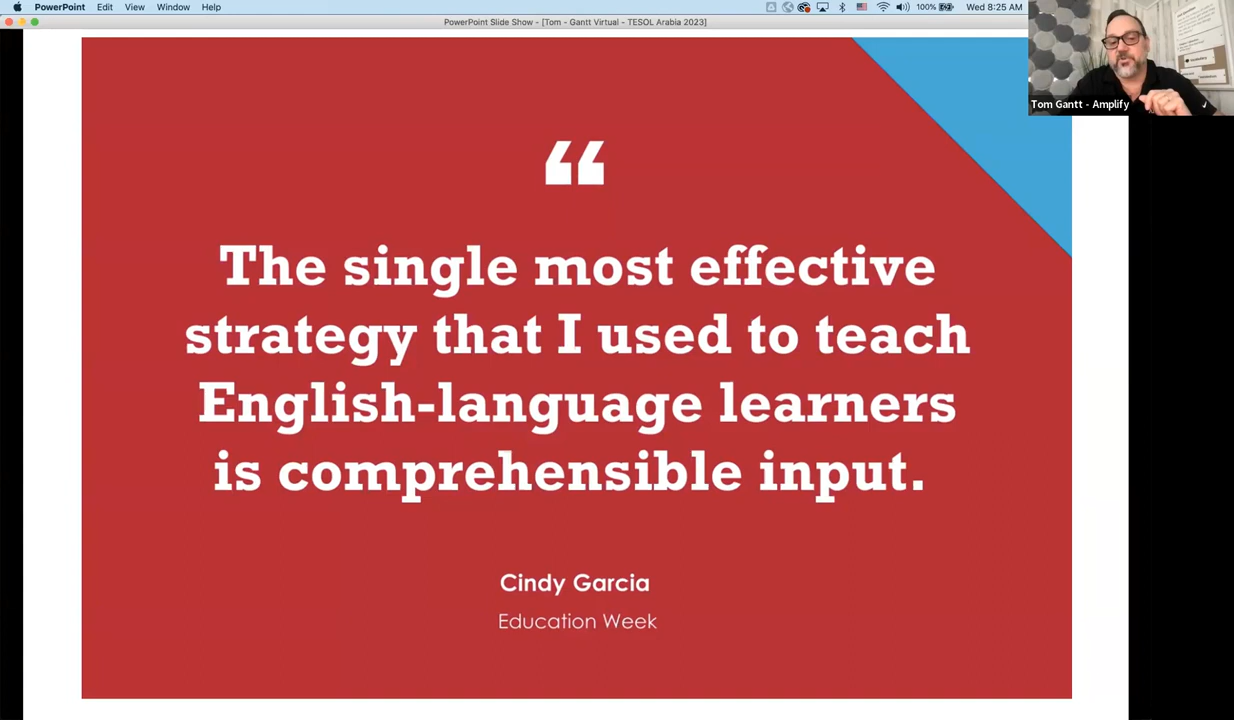 PowerPoint Edit View Window Help 100% Wed 8:25 AM
PowerPoint Slide Show - [Tom - Gantt Virtual - TESOL Arabia 2023]
Tom Gantt - Amplify
“
The single most effective
strategy that I used to teach
English-language learners
is comprehensible input.
Cindy Garcia
Education Week